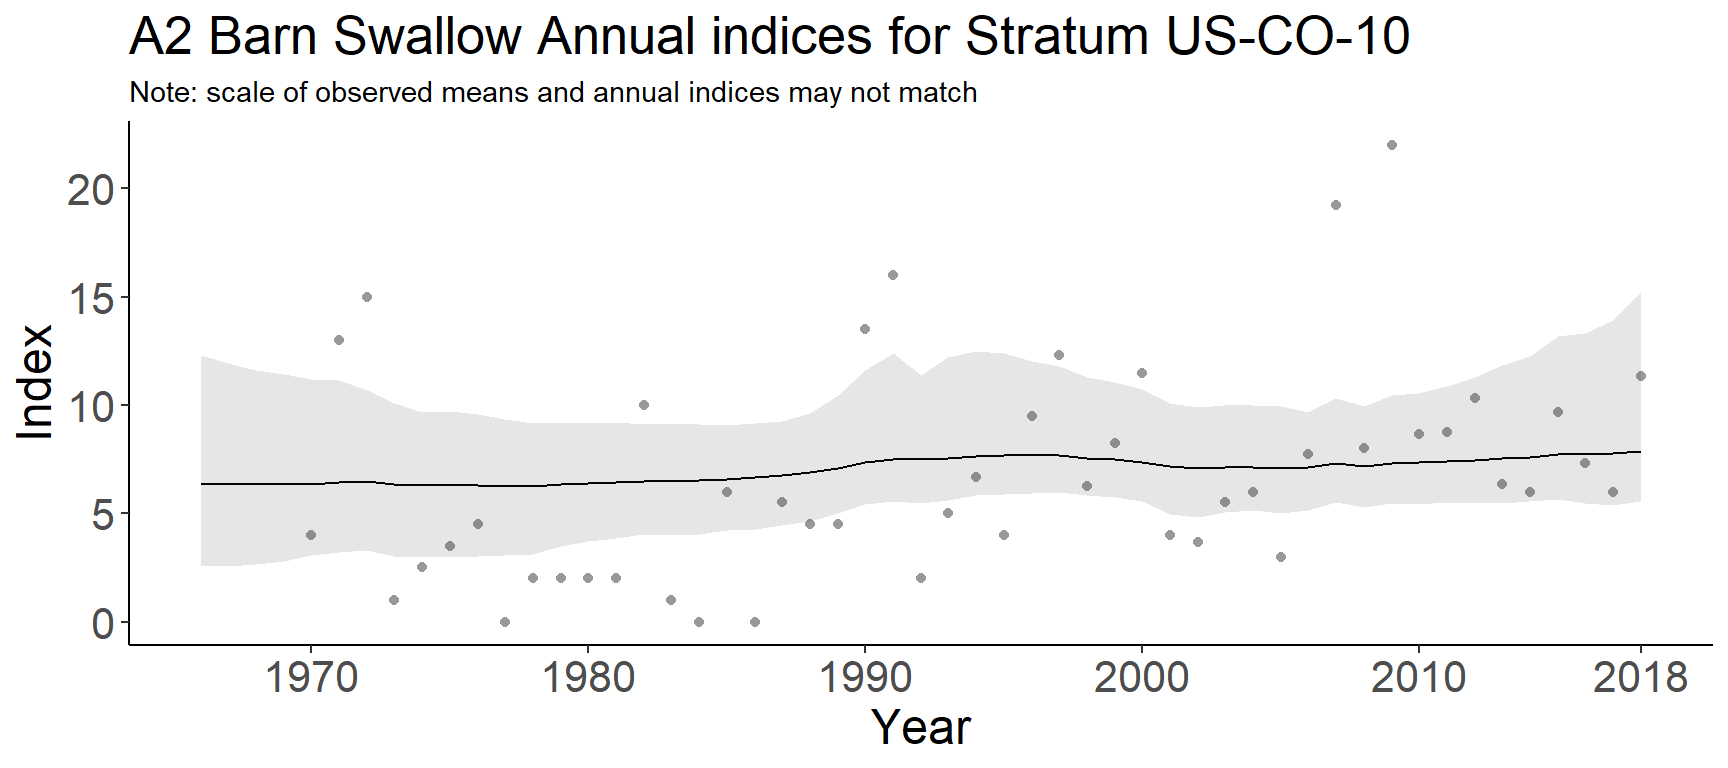 A2 Barn Swallow Annual indices for Stratum US-CO-10
Note: scale of observed means and annual indices may not match
Index
20
15
10
5
0
1970 1980 1990 2000 2010 2018
Year